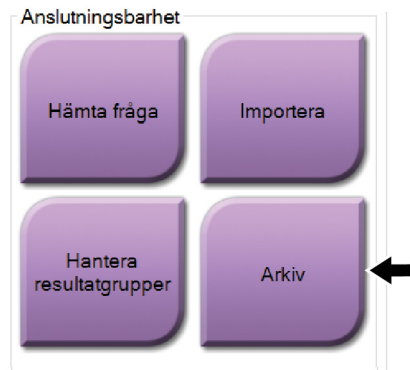 Anslutningsbarhet
Hämta fråga
Importera
Hantera
resultatgrupper
Arkiv